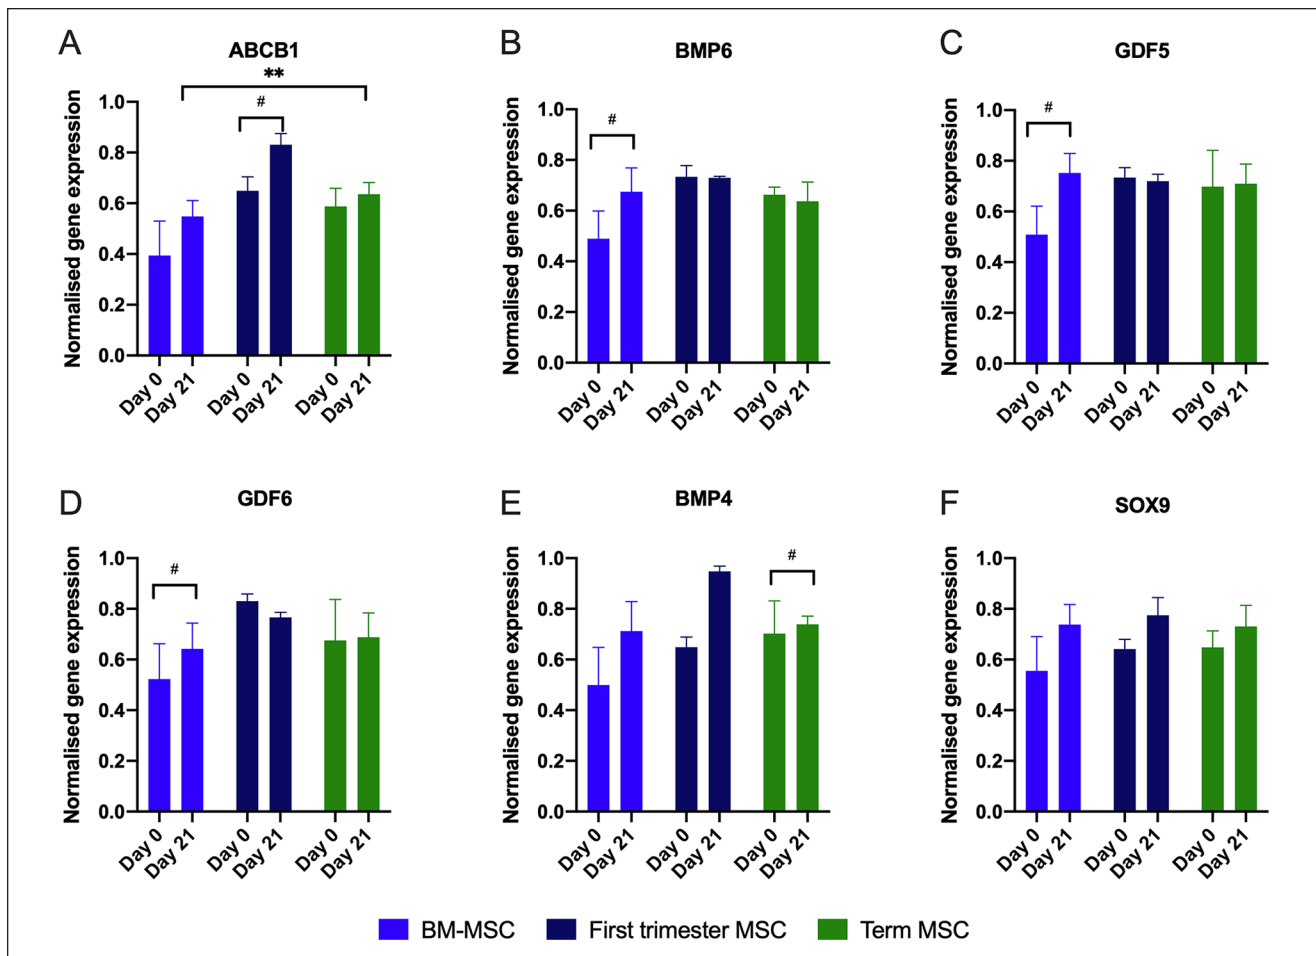 A
ABCB1
**
#
Normalised gene expression
1.0
0.8
0.6
0.4
0.2
0.0
Day 0
Day 21
Day 0
Day 21
Day 0
Day 21
B
BMP6
#
Normalised gene expression
1.0
0.8
0.6
0.4
0.2
0.0
Day 0
Day 21
Day 0
Day 21
Day 0
Day 21
C
GDF5
#
Normalised gene expression
1.0
0.8
0.6
0.4
0.2
0.0
Day 0
Day 21
Day 0
Day 21
Day 0
Day 21
D
GDF6
#
Normalised gene expression
1.0
0.8
0.6
0.4
0.2
0.0
Day 0
Day 21
Day 0
Day 21
Day 0
Day 21
E
BMP4
#
Normalised gene expression
1.0
0.8
0.6
0.4
0.2
0.0
Day 0
Day 21
Day 0
Day 21
Day 0
Day 21
F
SOX9
Normalised gene expression
1.0
0.8
0.6
0.4
0.2
0.0
Day 0
Day 21
Day 0
Day 21
Day 0
Day 21
BM-MSC
First trimester MSC
Term MSC